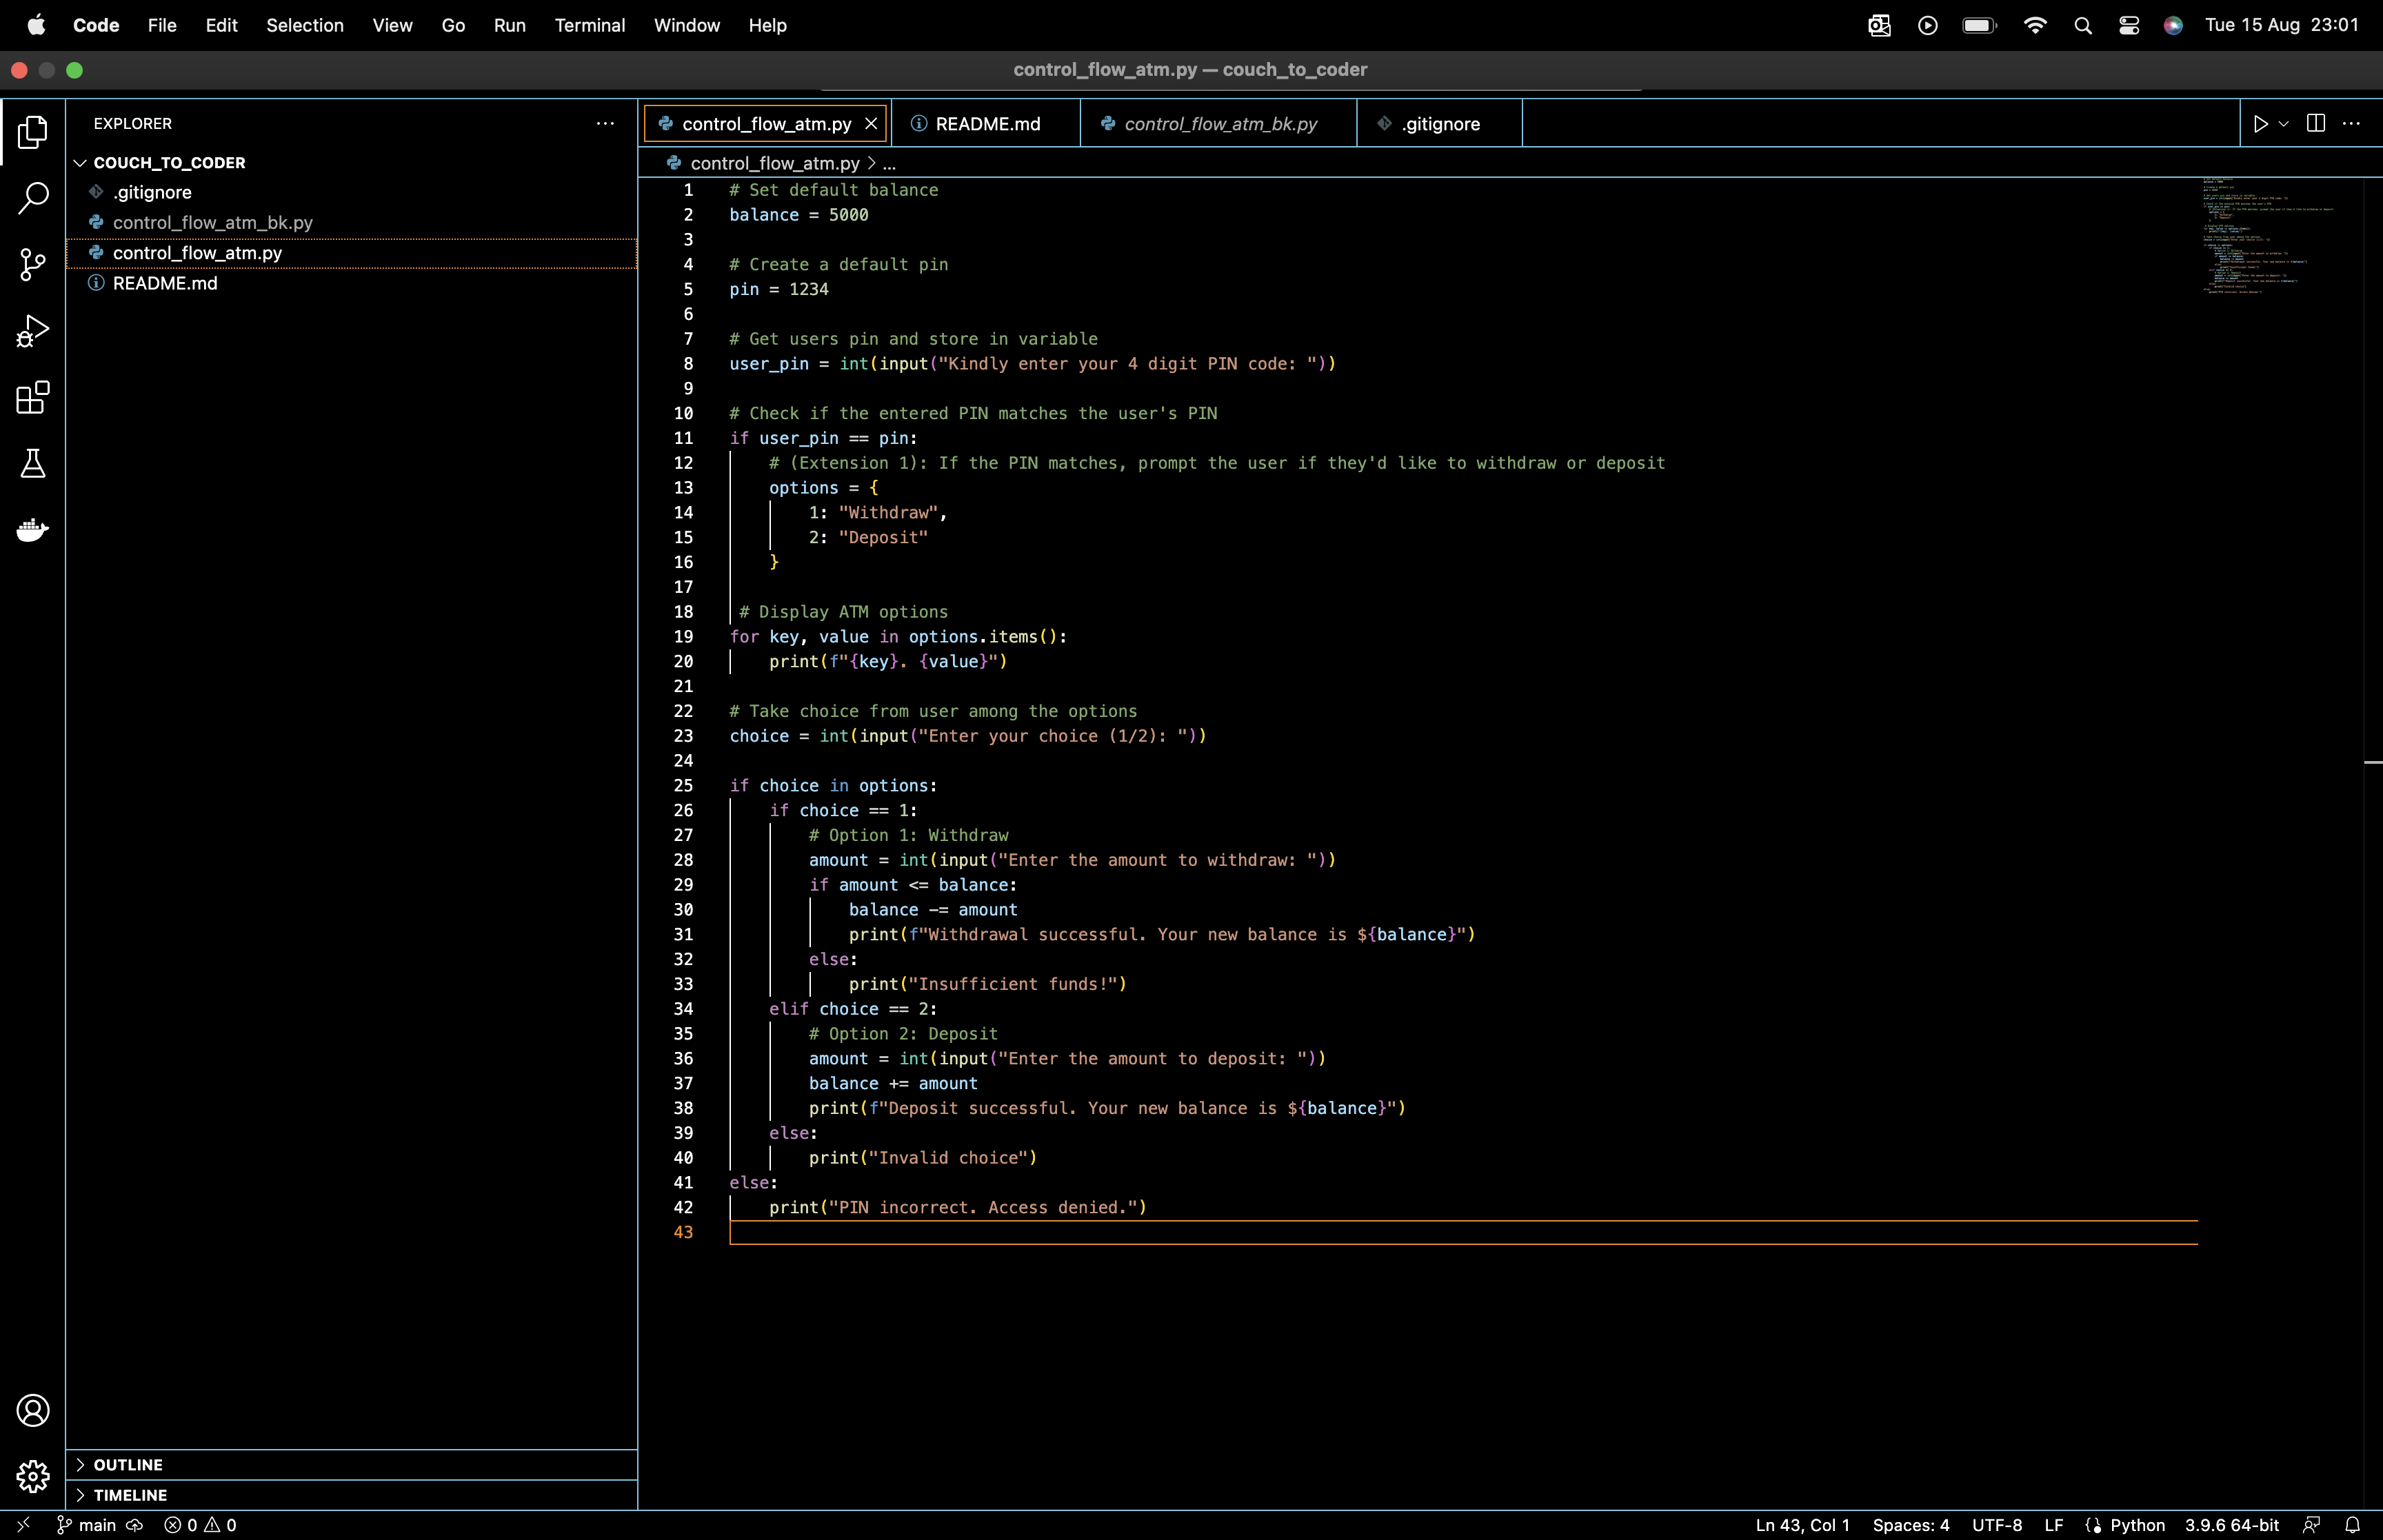 Code File Edit Selection View Go Run Terminal Window Help Tue 15 Aug 23:01
control_flow_atm.py — couch_to_coder
EXPLORER
COUCH_TO_CODER
.gitignore
control_flow_atm_bk.py
control_flow_atm.py
README.md
OUTLINE
TIMELINE
control_flow_atm.py README.md control_flow_atm_bk.py .gitignore
control_flow_atm.py > ...
1 # Set default balance
2 balance = 5000
3
4 # Create a default pin
5 pin = 1234
6
7 # Get users pin and store in variable
8 user_pin = int(input("Kindly enter your 4 digit PIN code: "))
9
10 # Check if the entered PIN matches the user's PIN
11 if user_pin == pin:
12     # (Extension 1): If the PIN matches, prompt the user if they'd like to withdraw or deposit
13     options = {
14         1: "Withdraw",
15         2: "Deposit"
16     }
17
18  # Display ATM options
19 for key, value in options.items():
20     print(f"{key}. {value}")
21
22 # Take choice from user among the options
23 choice = int(input("Enter your choice (1/2): "))
24
25 if choice in options:
26     if choice == 1:
27         # Option 1: Withdraw
28         amount = int(input("Enter the amount to withdraw: "))
29         if amount <= balance:
30             balance -= amount
31             print(f"Withdrawal successful. Your new balance is ${balance}")
32         else:
33             print("Insufficient funds!")
34     elif choice == 2:
35         # Option 2: Deposit
36         amount = int(input("Enter the amount to deposit: "))
37         balance += amount
38         print(f"Deposit successful. Your new balance is ${balance}")
39     else:
40         print("Invalid choice")
41 else:
42     print("PIN incorrect. Access denied.")
43
main 0 0 Ln 43, Col 1 Spaces: 4 UTF-8 LF Python 3.9.6 64-bit